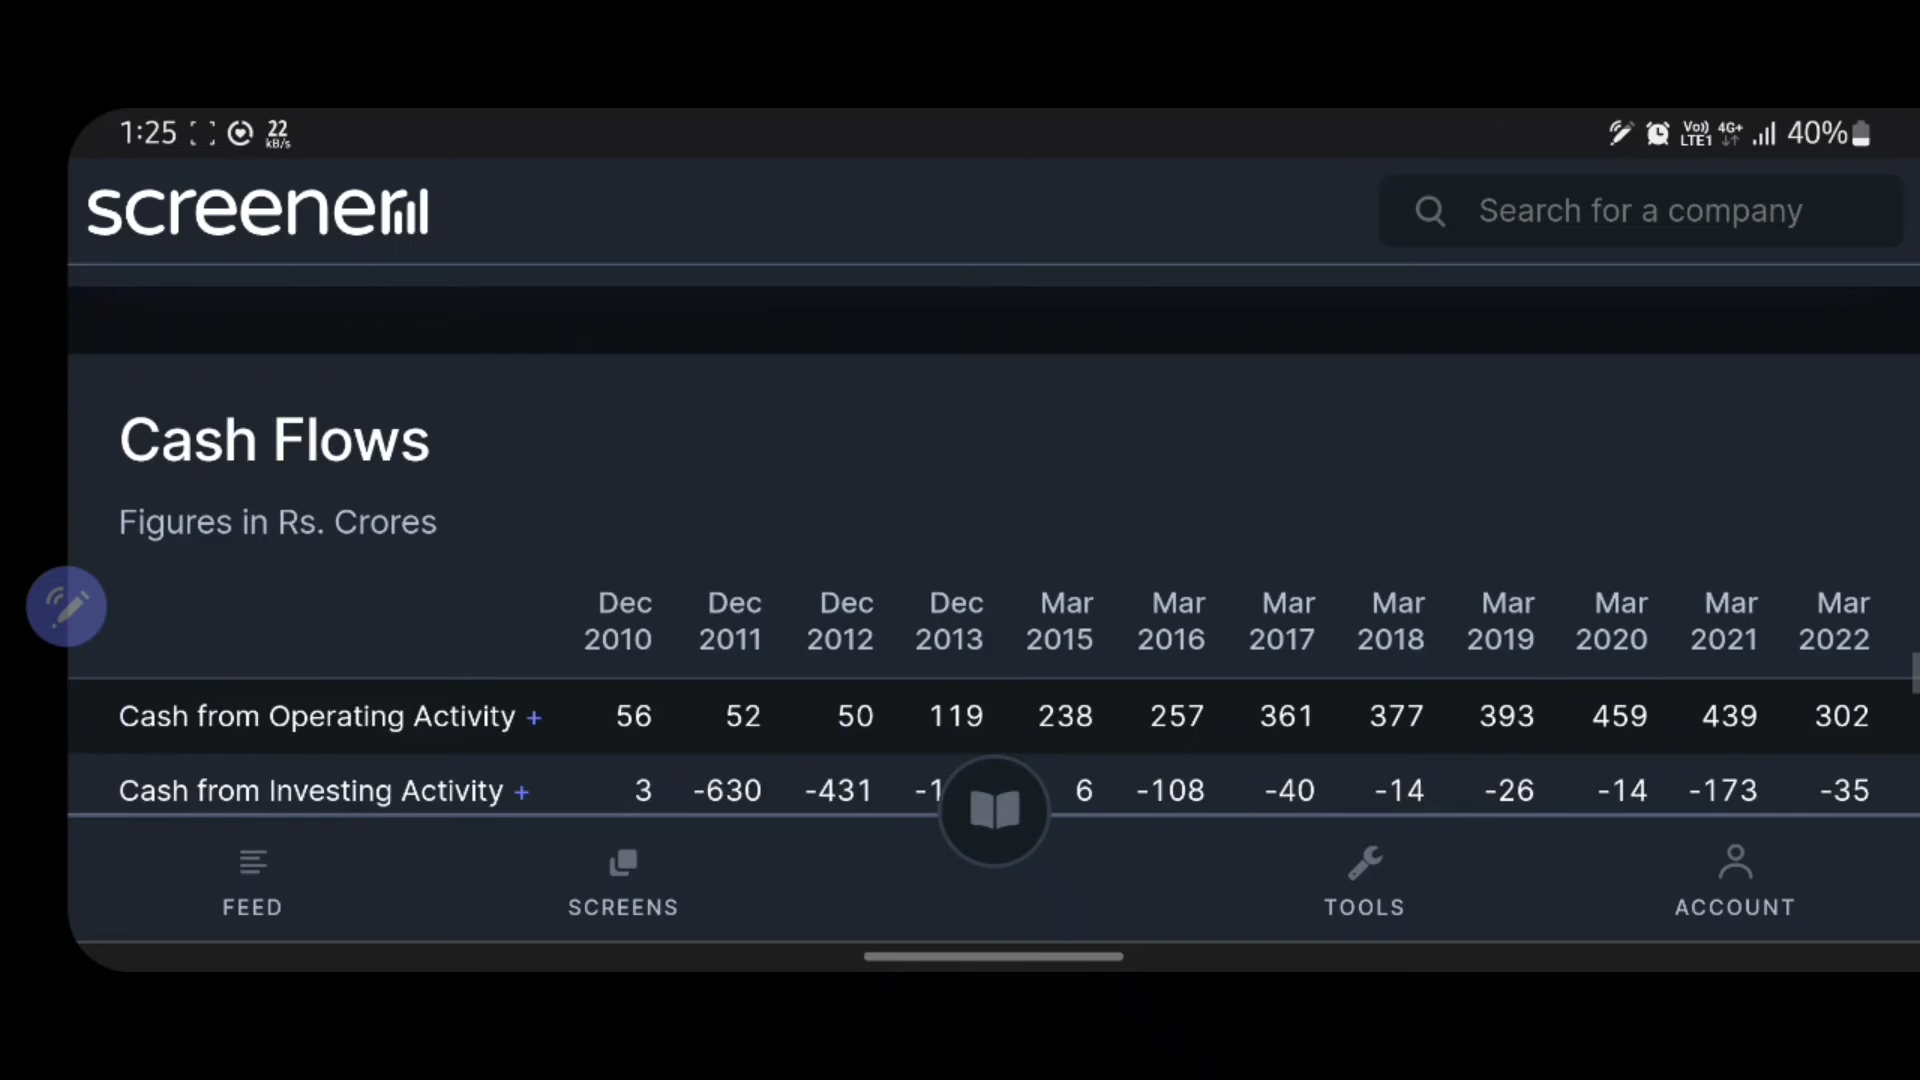 1:25 22 kB/s Vo)) LTE1 4G+ 40%
screener
Search for a company
Cash Flows
Figures in Rs. Crores
Dec 2010 Dec 2011 Dec 2012 Dec 2013 Mar 2015 Mar 2016 Mar 2017 Mar 2018 Mar 2019 Mar 2020 Mar 2021 Mar 2022
Cash from Operating Activity + 56 52 50 119 238 257 361 377 393 459 439 302
Cash from Investing Activity + 3 -630 -431 6 -108 -40 -14 -26 -14 -173 -35
FEED SCREENS TOOLS ACCOUNT